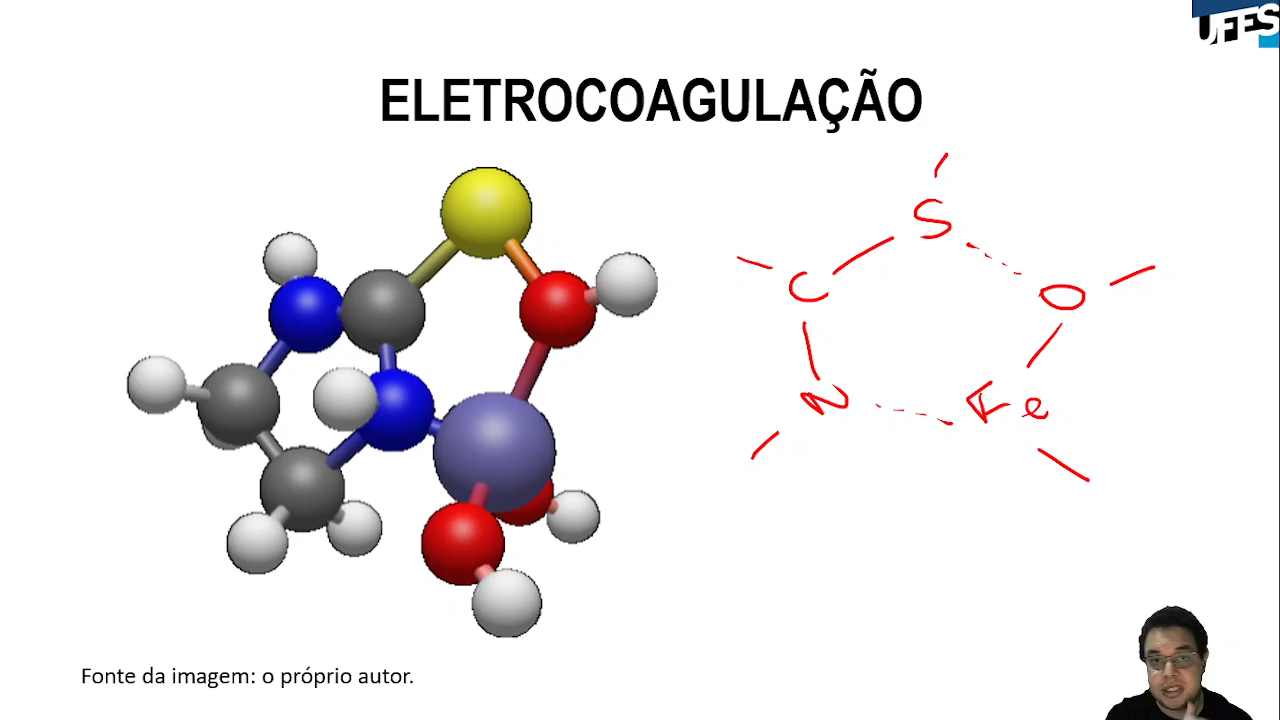 UFES
ELETROCOAGULAÇÃO
S
C
O
N
Fe
Fonte da imagem: o próprio autor.